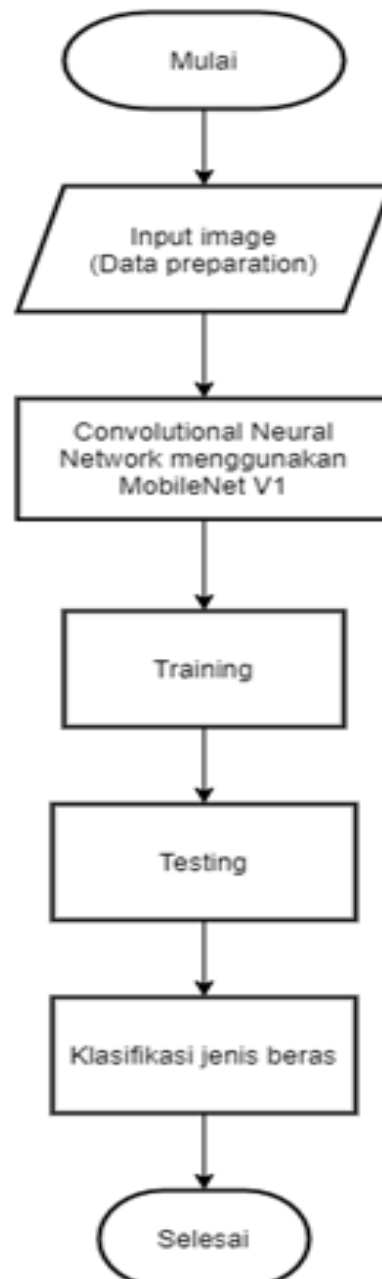 Mulai
Input image
(Data preparation)
Convolutional Neural
Network menggunakan
MobileNet V1
Training
Testing
Klasifikasi jenis beras
Selesai